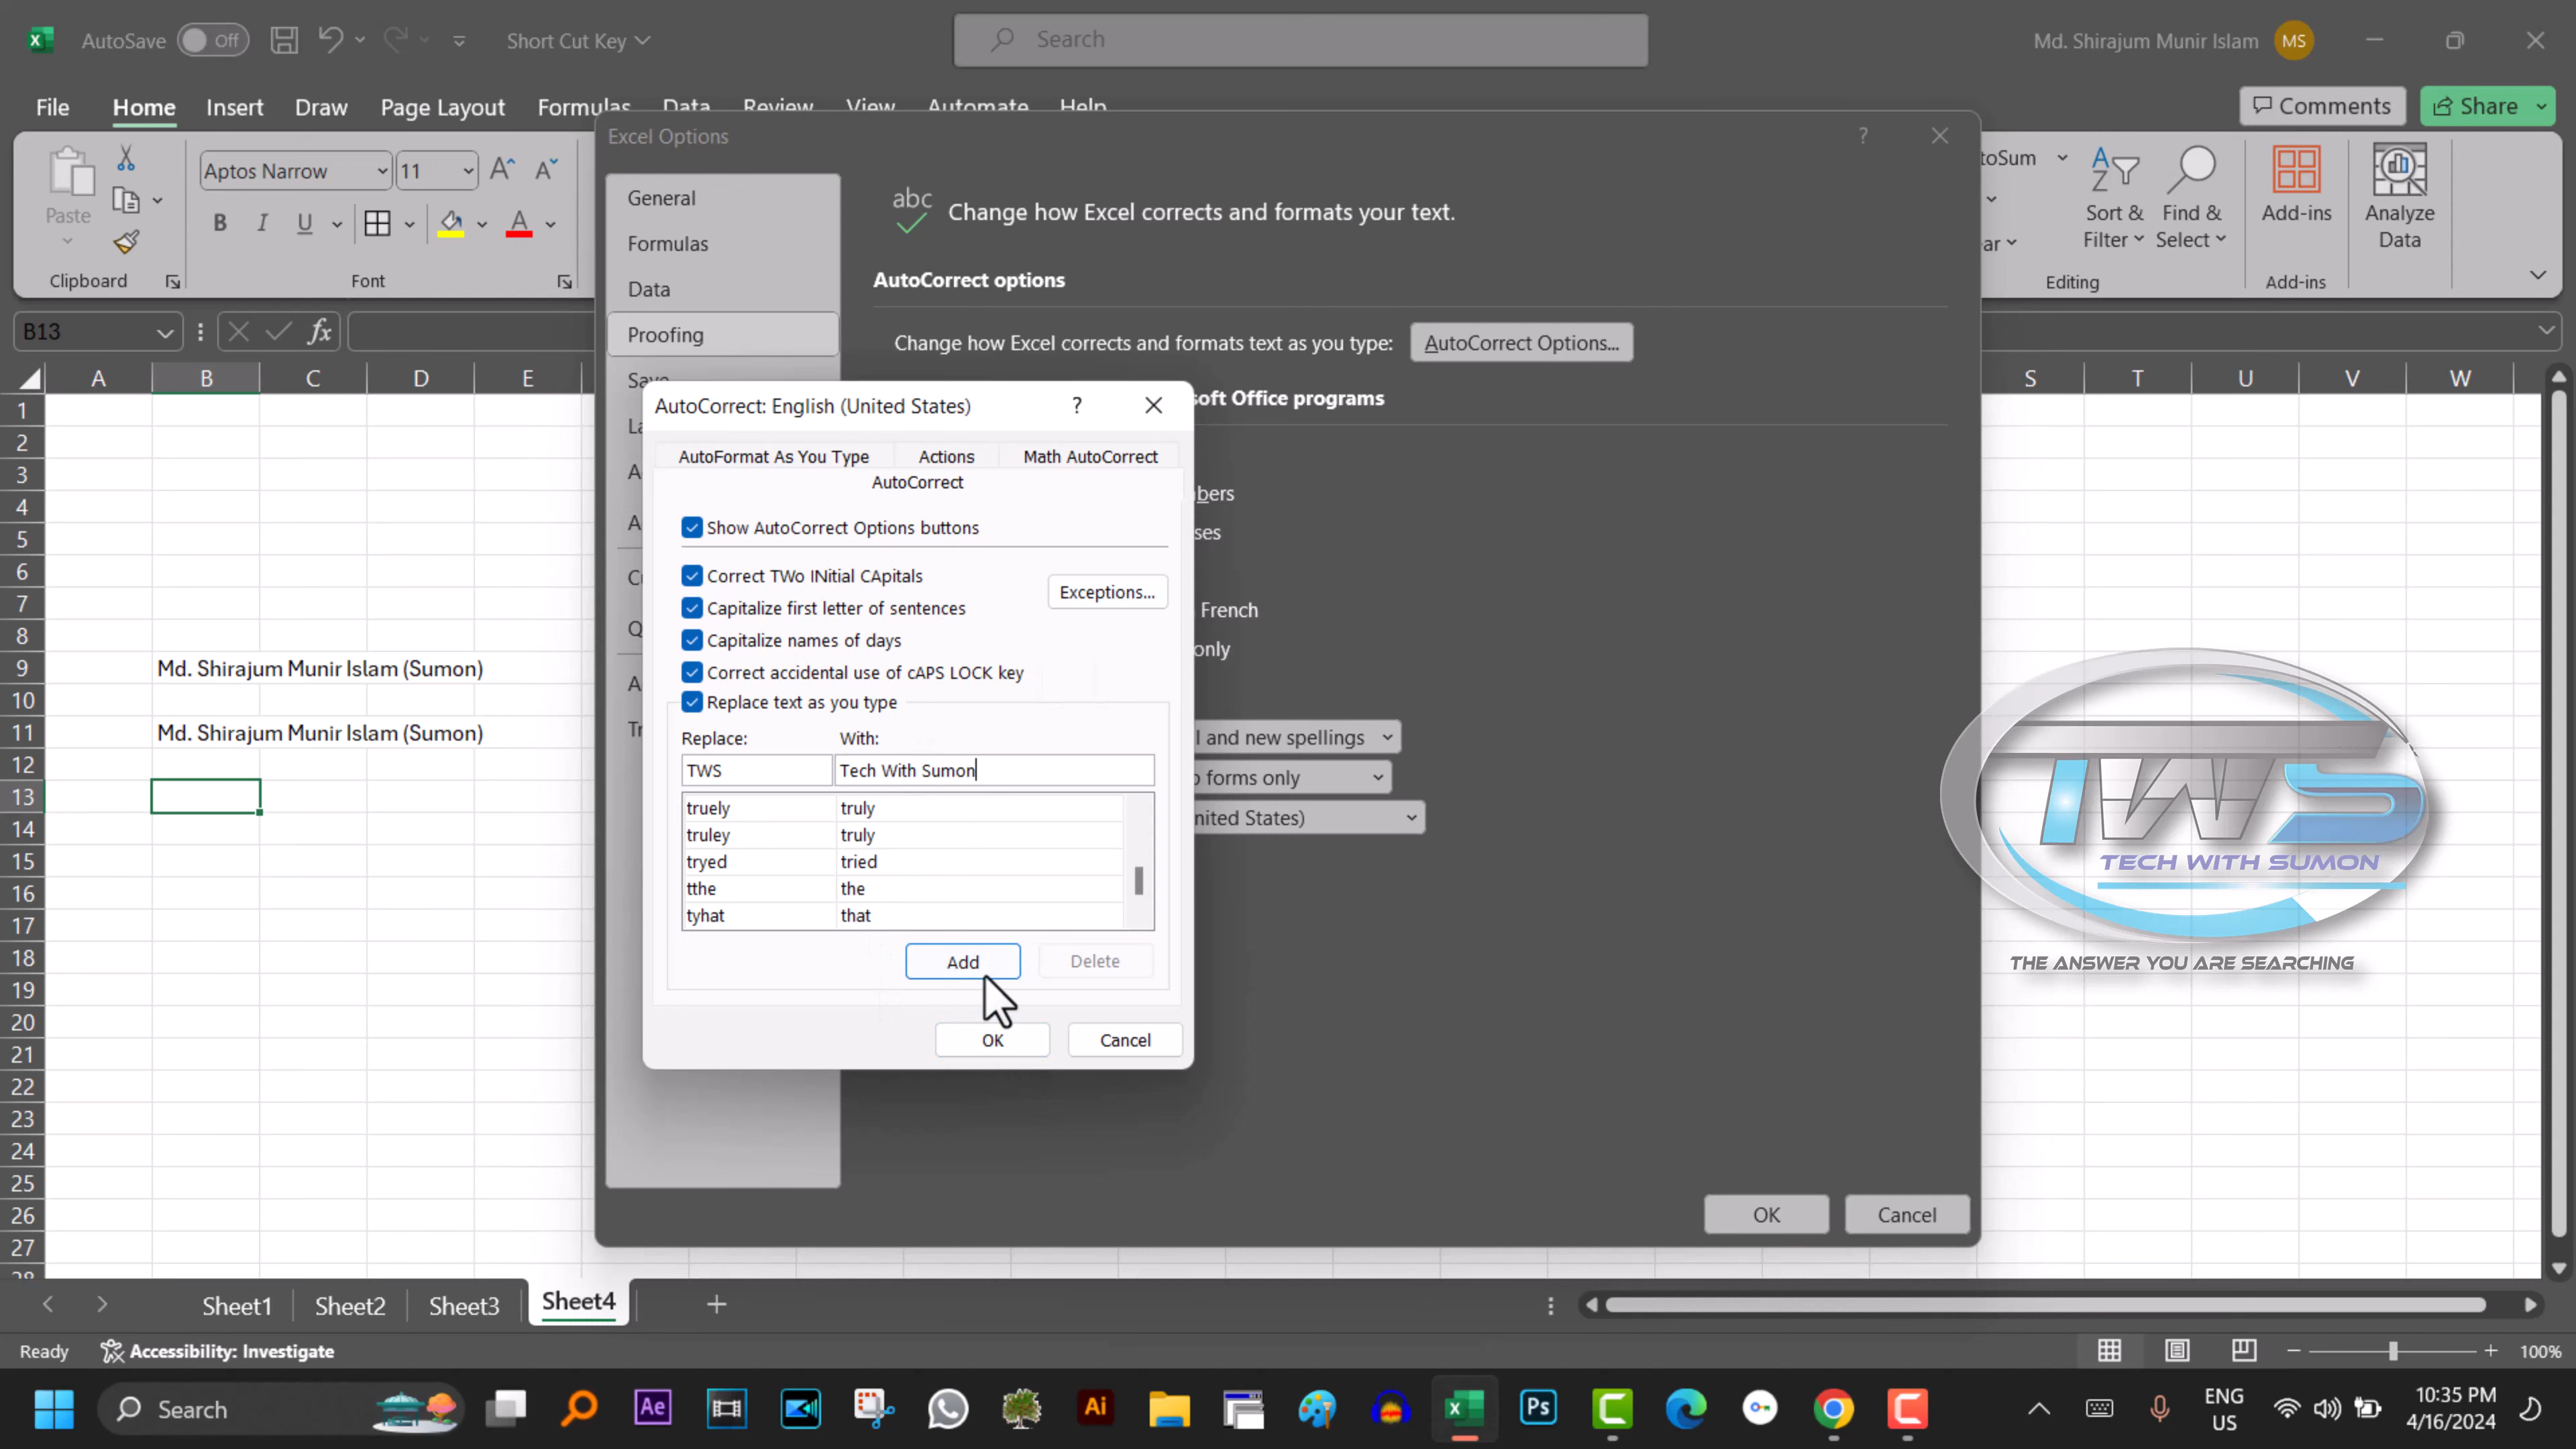 AutoSave Off Short Cut Key Search Md. Shirajum Munir Islam MS
File Home Insert Draw Page Layout Formulas Data Review View Automate Help Comments Share
Excel Options ?
Aptos Narrow 11
Paste
B I U A
Clipboard Font
toSum
Sort & Filter
Find & Select
Add-ins
Analyze Data
Editing Add-ins
General
Formulas
Data
Proofing
Save
abc Change how Excel corrects and formats your text.
AutoCorrect options
Change how Excel corrects and formats text as you type: AutoCorrect Options...
soft Office programs
French
only
l and new spellings
forms only
nited States)
OK Cancel
B13 fx
A B C D E S T U V W
1
2
3
4
5
6
7
8
9 Md. Shirajum Munir Islam (Sumon)
10
11 Md. Shirajum Munir Islam (Sumon)
12
13
14
15
16
17
18
19
20
21
22
23
24
25
26
27
28
AutoCorrect: English (United States) ?
AutoFormat As You Type Actions Math AutoCorrect
AutoCorrect
Show AutoCorrect Options buttons
Correct TWo INitial CApitals
Exceptions...
Capitalize first letter of sentences
Capitalize names of days
Correct accidental use of cAPS LOCK key
Replace text as you type
Replace: With:
TWS Tech With Sumon
truely truly
truley truly
tryed tried
tthe the
tyhat that
Add Delete
OK Cancel
TWS
TECH WITH SUMON
THE ANSWER YOU ARE SEARCHING
Sheet1 Sheet2 Sheet3 Sheet4
Ready Accessibility: Investigate 100%
Search Ae Ai Ps ENG US 10:35 PM 4/16/2024